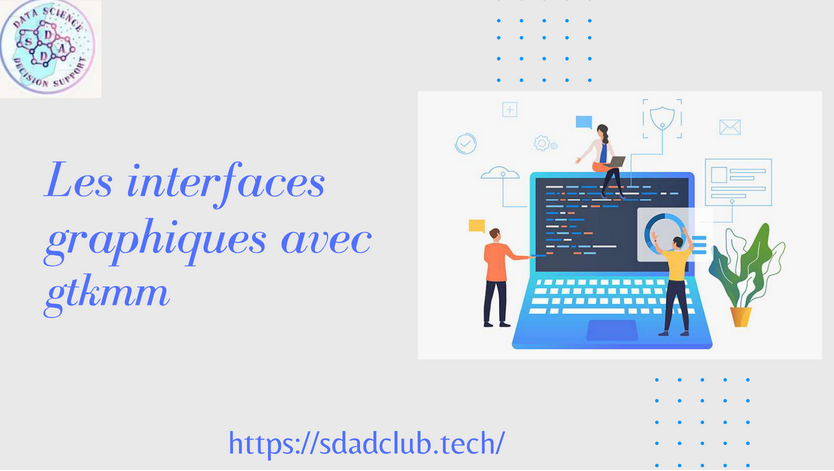 DATA SCIENCE
S D D A
DECISION SUPPORT
Les interfaces
graphiques avec
gtkmm
https://sdadclub.tech/